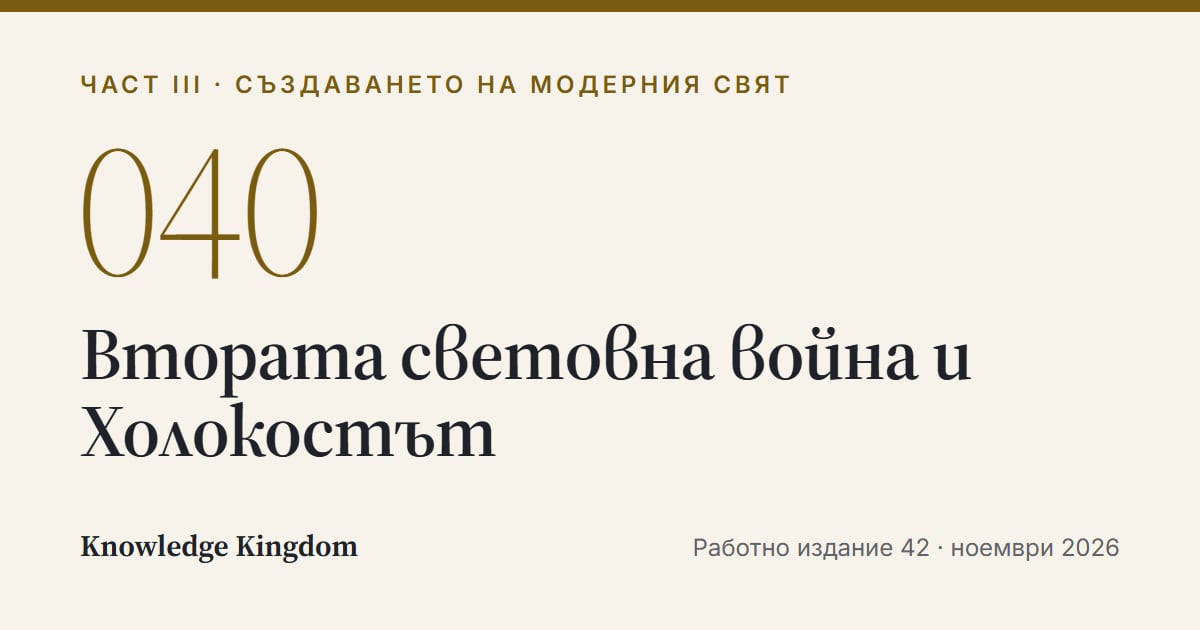 ЧАСТ III · СЪЗДАВАНЕТО НА МОДЕРНИЯ СВЯТ
040
Втората световна война и
Холокостът
Knowledge Kingdom
Работно издание 42 · ноември 2026